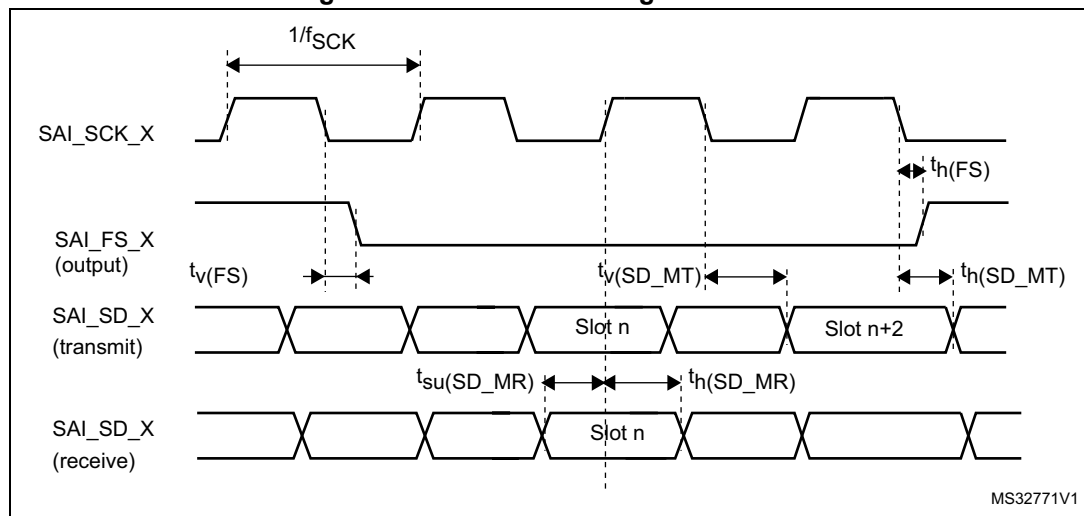 1/fSCK
SAI_SCK_X
th(FS)
SAI_FS_X
(output)
tv(FS)
tv(SD_MT)
th(SD_MT)
SAI_SD_X
(transmit)
Slot n
Slot n+2
tsu(SD_MR)
th(SD_MR)
SAI_SD_X
(receive)
Slot n
MS32771V1